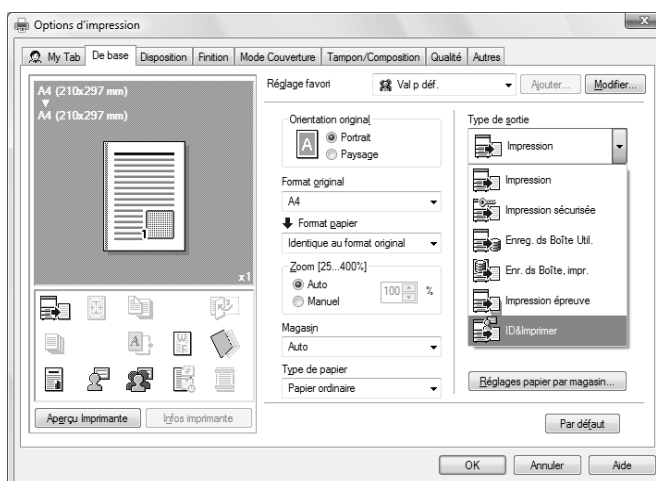 Options d'impression
My Tab De base Disposition Finition Mode Couverture Tampon/Composition Qualité Autres
A4 (210x297 mm)
A4 (210x297 mm)
1
x1
Aperçu Imprimante Infos imprimante
Réglage favori Val p déf. Ajouter... Modifier...
Orientation original
A Portrait
Paysage
Format original
A4
Format papier
Identique au format original
Zoom [25...400%]
Auto
Manuel
100 %
Magasin
Auto
Type de papier
Papier ordinaire
Type de sortie
Impression
Impression
Impression sécurisée
Enreg. ds Boîte Util.
Enr. ds Boîte, impr.
Impression épreuve
ID&Imprimer
Réglages papier par magasin...
Par défaut
OK Annuler Aide